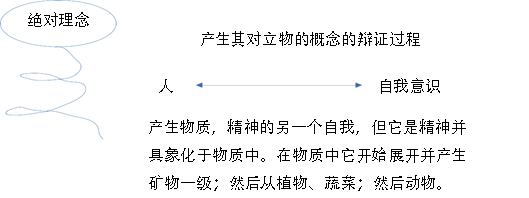 绝对理念
产生其对立物的概念的辩证过程
人 自我意识
产生物质，精神的另一个自我，但它是精神并
具象化于物质中。在物质中它开始展开并产生
矿物一级；然后从植物、蔬菜；然后动物。